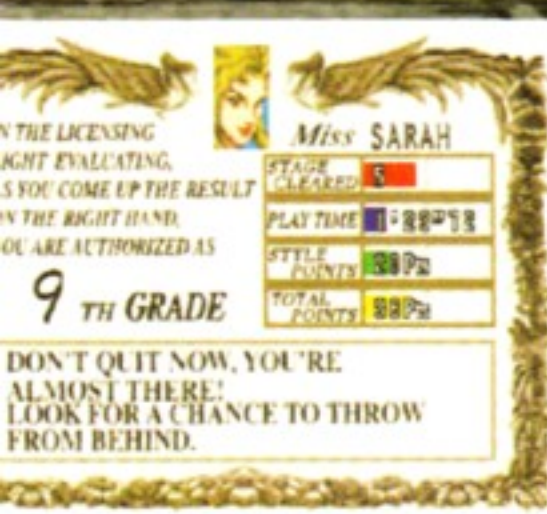 N THE LICENSING
IGHT EVALUATING,
S YOU COME UP THE RESULT
N THE RIGHT HAND,
OU ARE AUTHORIZED AS
9 TH GRADE
Miss SARAH
STAGE CLEARED 5
PLAY TIME
STYLE POINTS
TOTAL POINTS
DON'T QUIT NOW, YOU'RE
ALMOST THERE!
LOOK FOR A CHANCE TO THROW
FROM BEHIND.